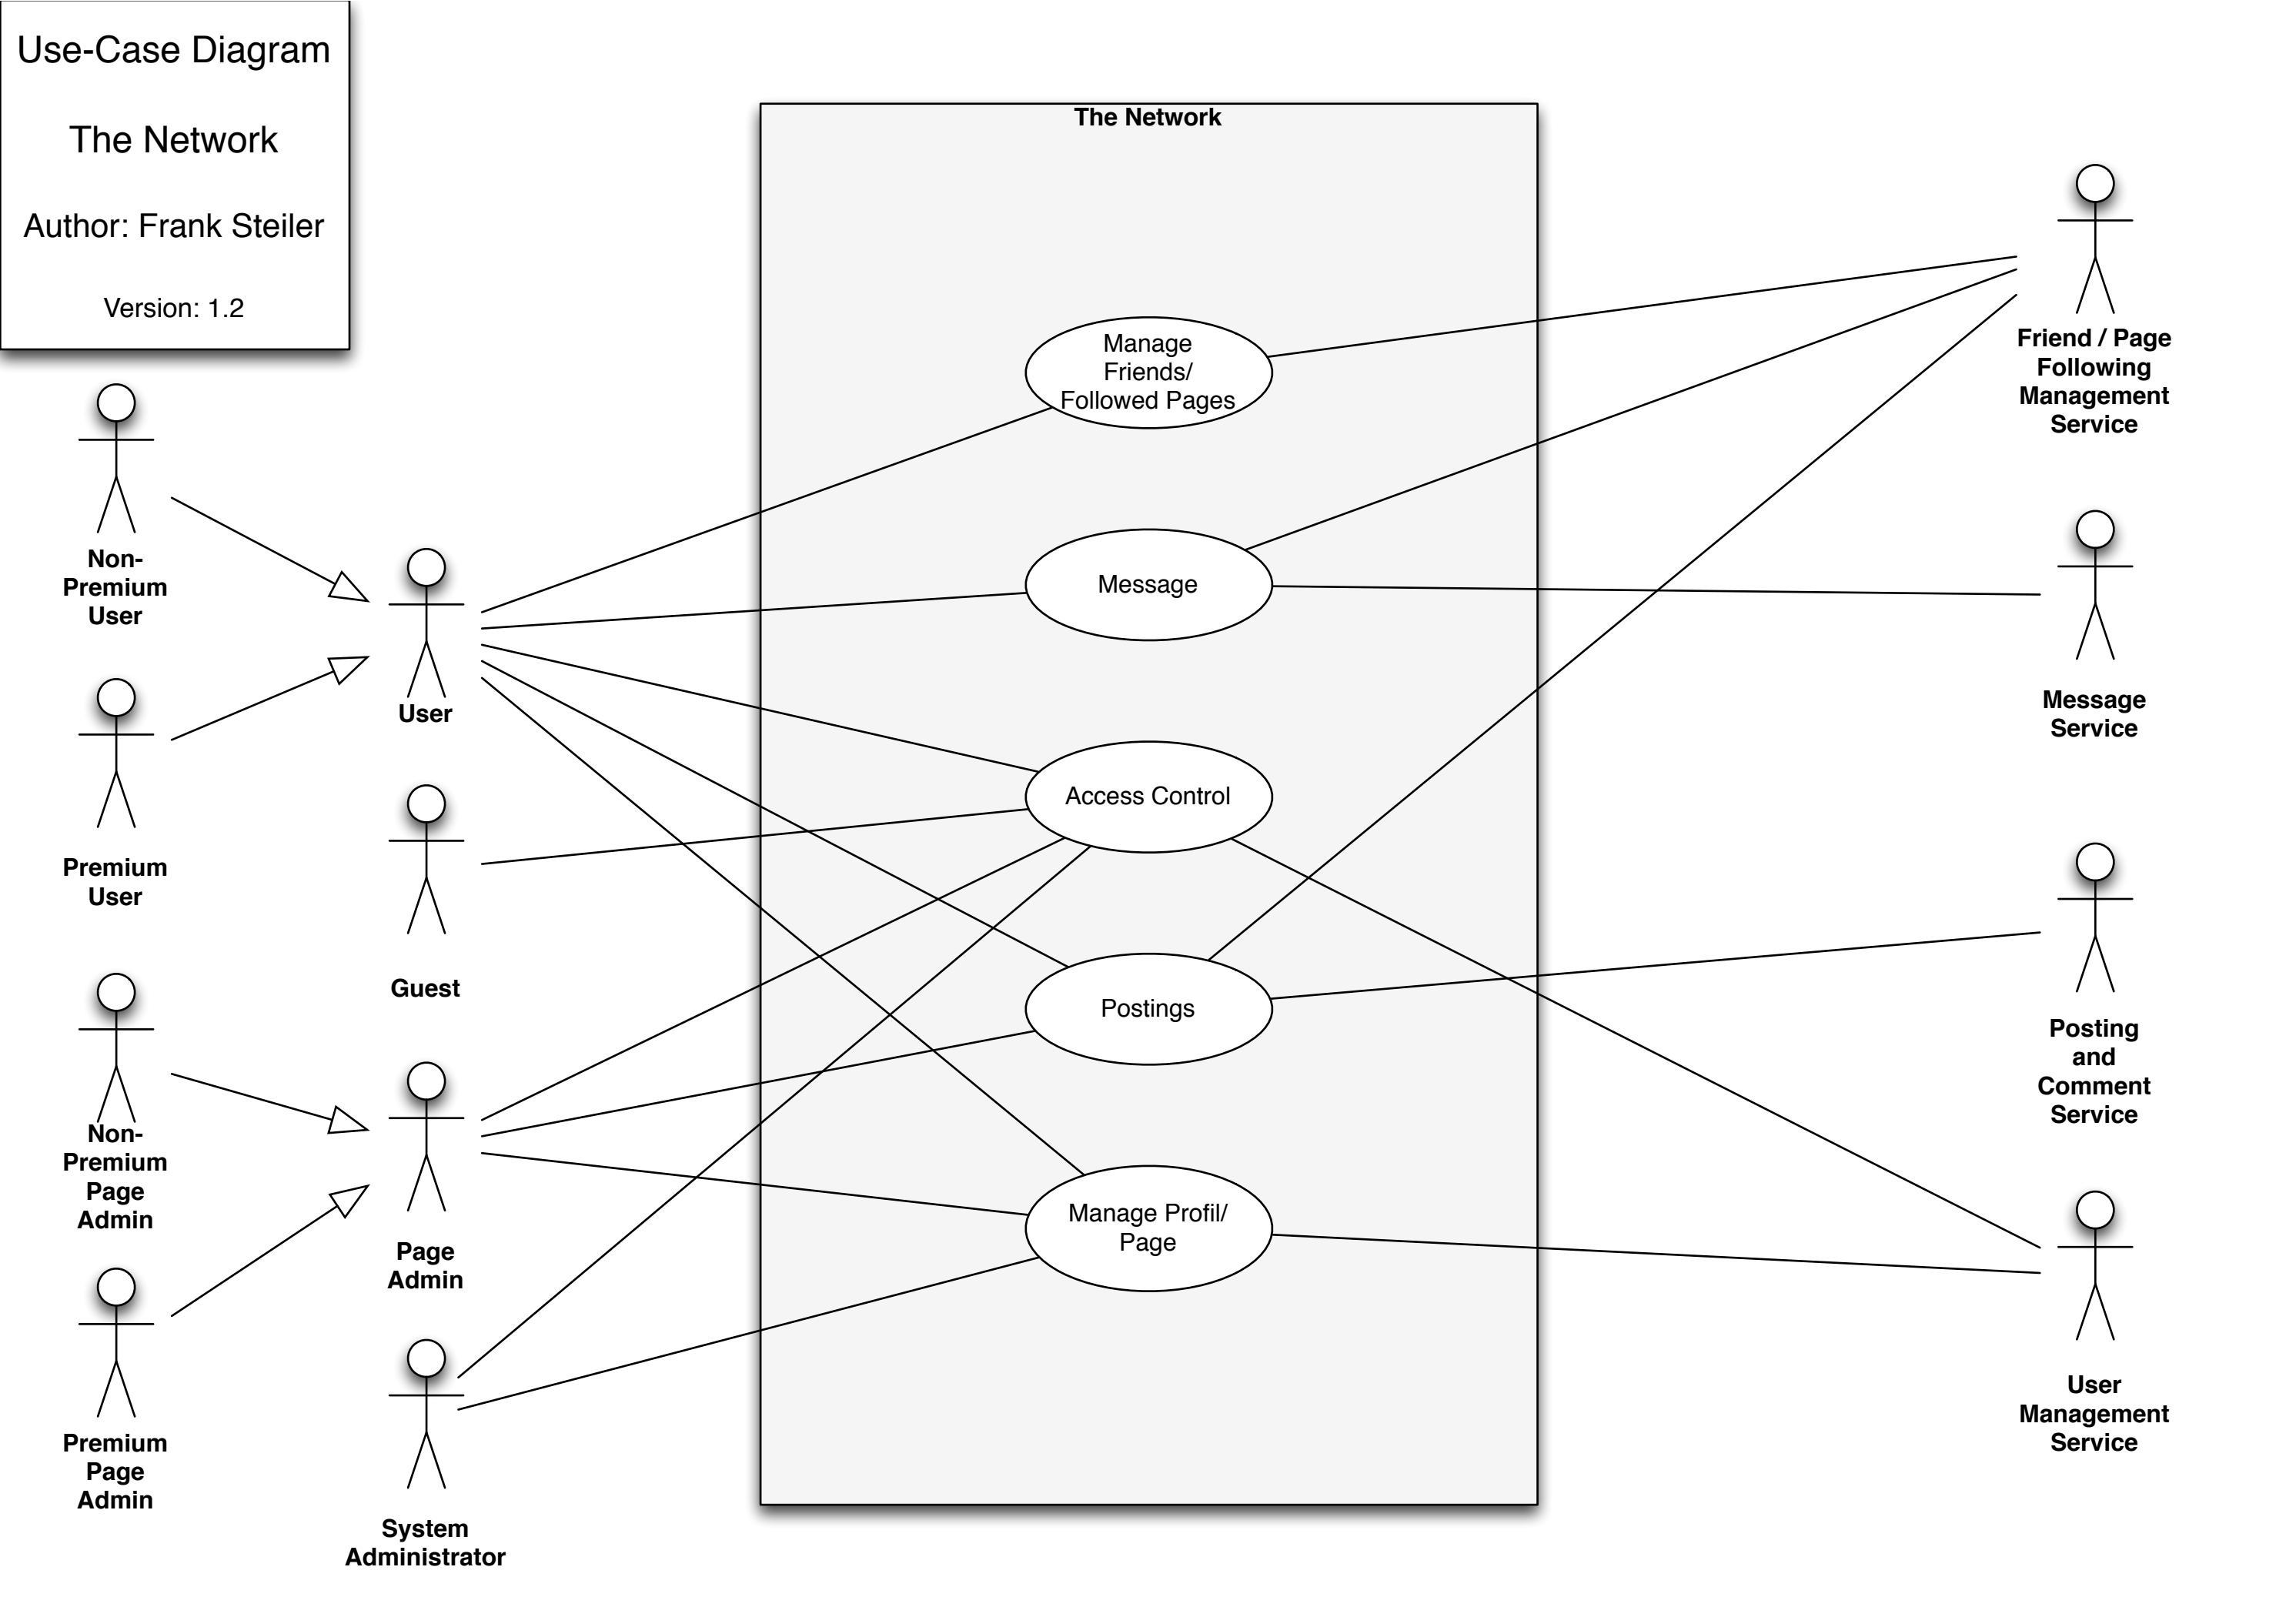 Use-Case Diagram
The Network
Author: Frank Steiler
Version: 1.2
The Network
Manage
Friends/
Followed Pages
Message
Access Control
Postings
Manage Profil/
Page
Non-
Premium
User
Premium
User
Non-
Premium
Page
Admin
Premium
Page
Admin
User
Guest
Page
Admin
System
Administrator
Friend / Page
Following
Management
Service
Message
Service
Posting
and
Comment
Service
User
Management
Service